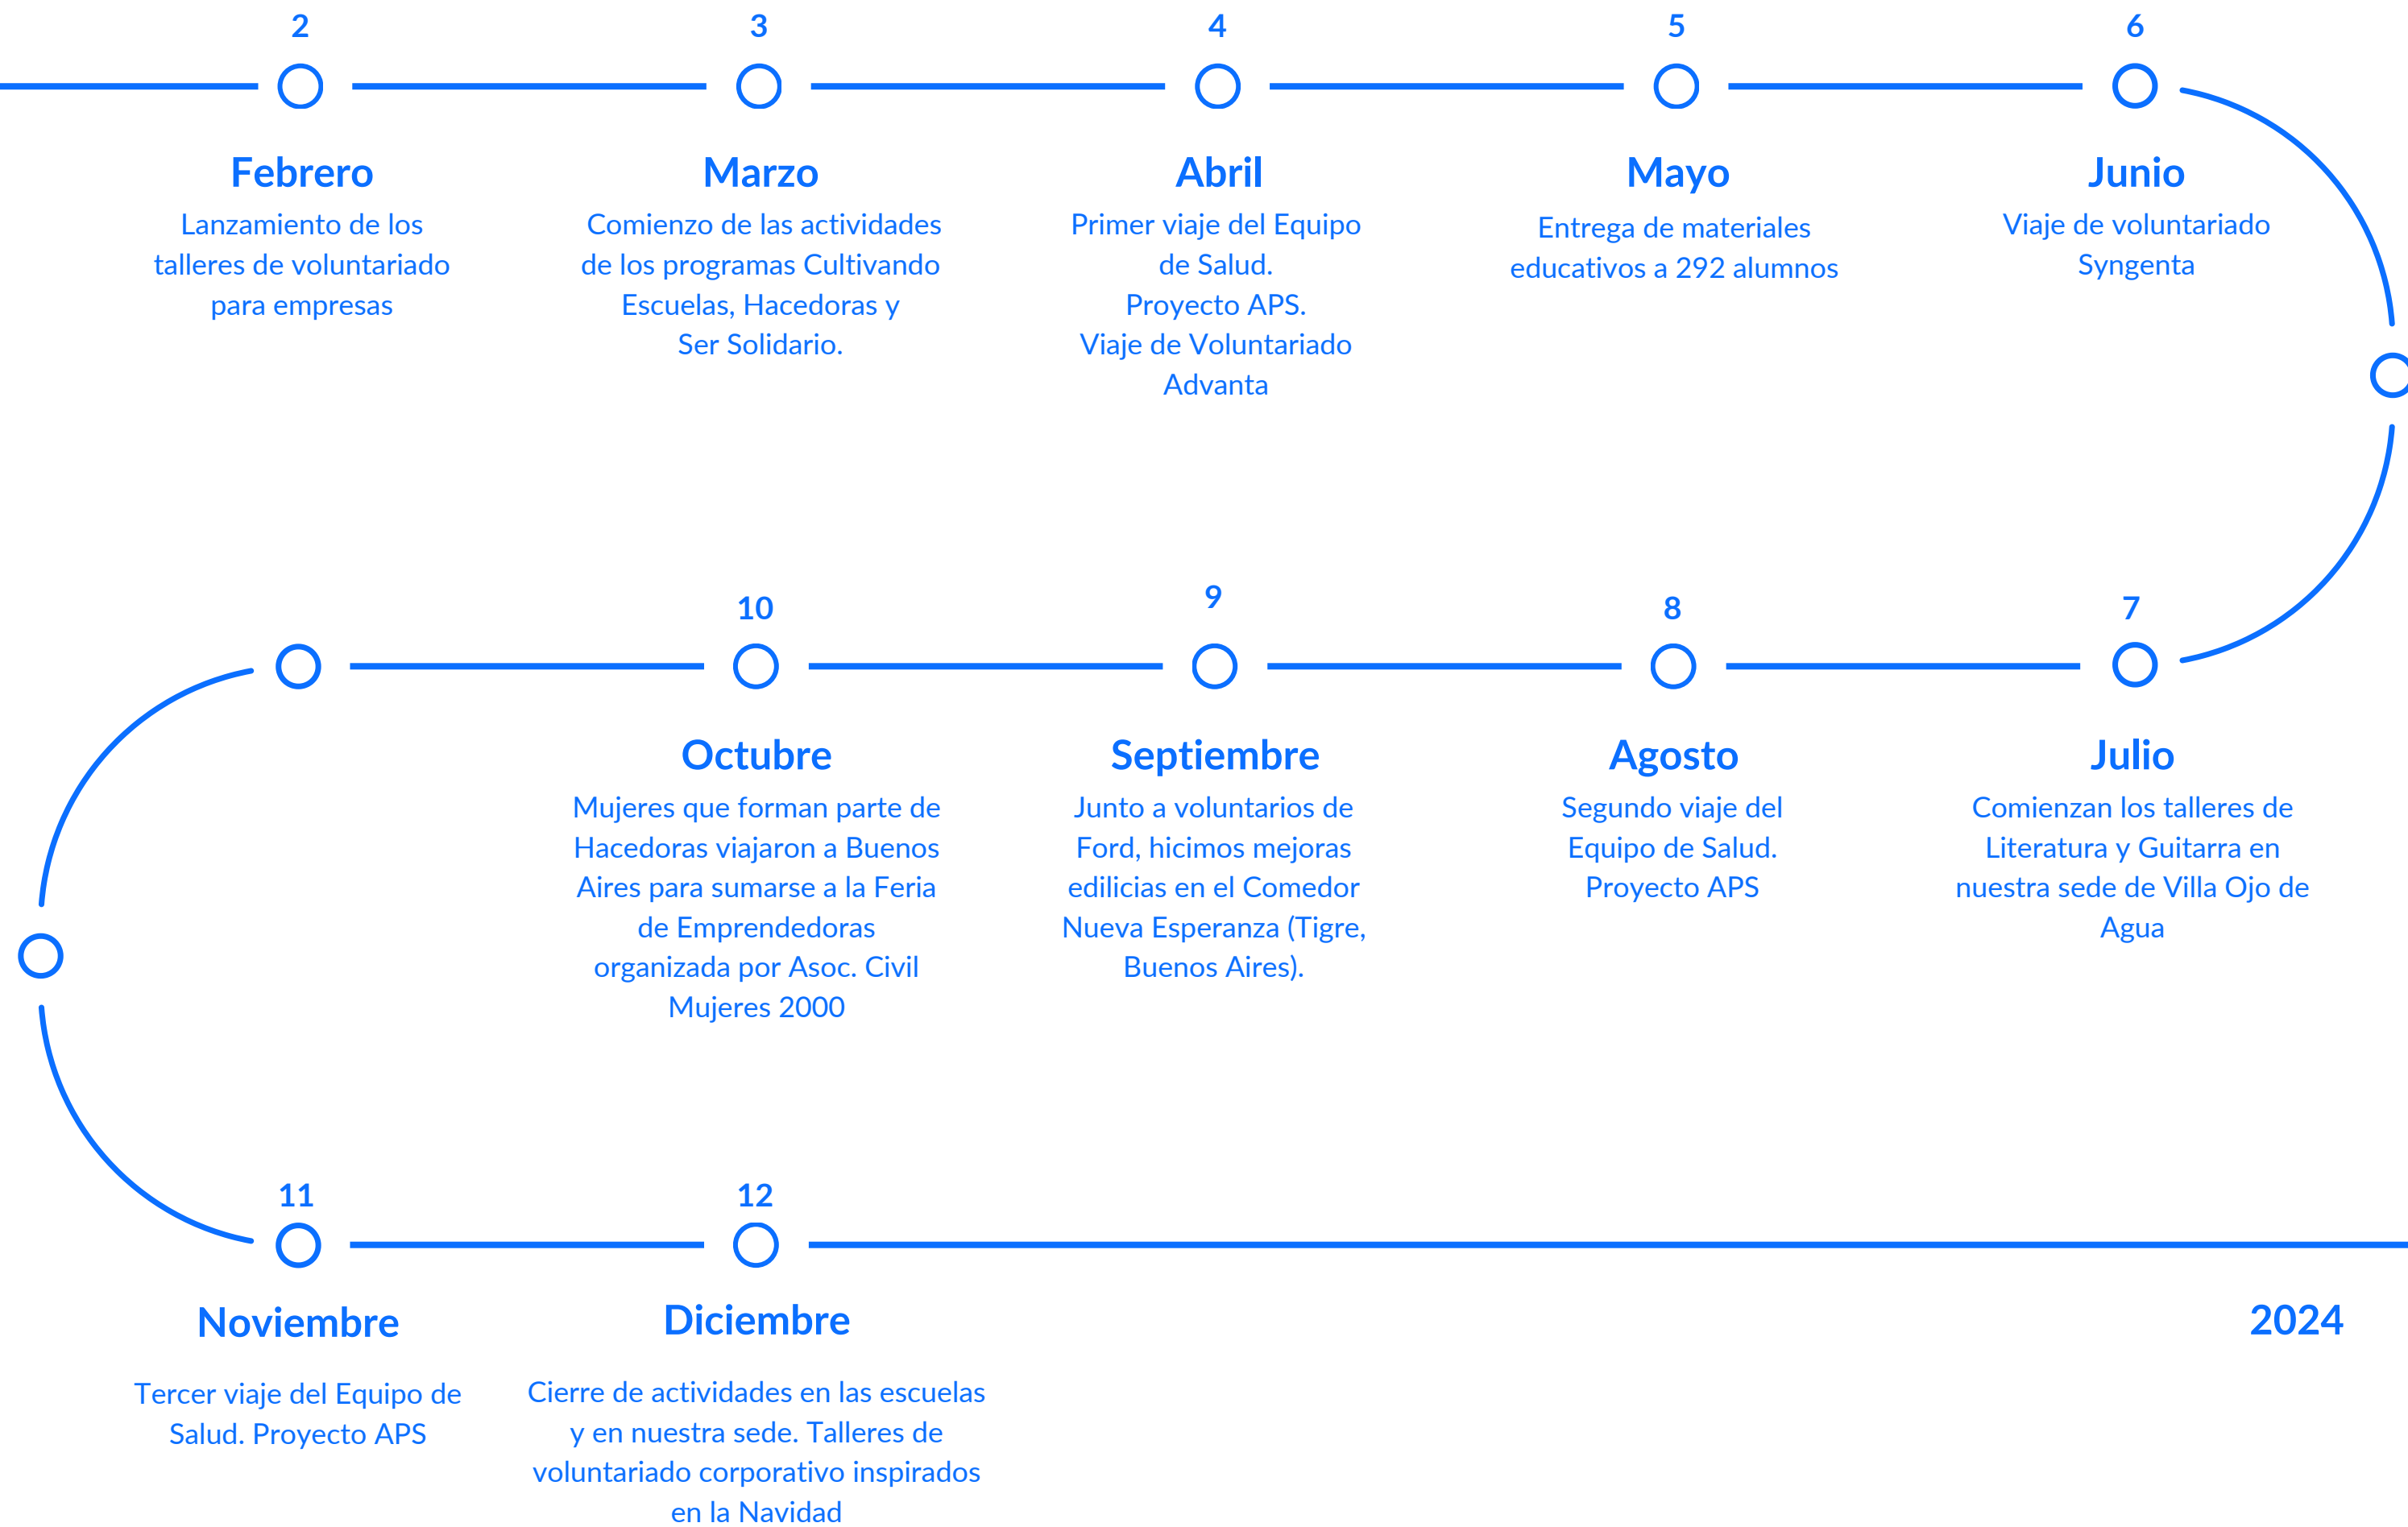 2
Febrero
Lanzamiento de los
talleres de voluntariado
para empresas
3
Marzo
Comienzo de las actividades
de los programas Cultivando
Escuelas, Hacedoras y
Ser Solidario.
4
Abril
Primer viaje del Equipo
de Salud.
Proyecto APS.
Viaje de Voluntariado
Advanta
5
Mayo
Entrega de materiales
educativos a 292 alumnos
6
Junio
Viaje de voluntariado
Syngenta
7
Julio
Comienzan los talleres de
Literatura y Guitarra en
nuestra sede de Villa Ojo de
Agua
8
Agosto
Segundo viaje del
Equipo de Salud.
Proyecto APS
9
Septiembre
Junto a voluntarios de
Ford, hicimos mejoras
edilicias en el Comedor
Nueva Esperanza (Tigre,
Buenos Aires).
10
Octubre
Mujeres que forman parte de
Hacedoras viajaron a Buenos
Aires para sumarse a la Feria
de Emprendedoras
organizada por Asoc. Civil
Mujeres 2000
11
Noviembre
Tercer viaje del Equipo de
Salud. Proyecto APS
12
Diciembre
Cierre de actividades en las escuelas
y en nuestra sede. Talleres de
voluntariado corporativo inspirados
en la Navidad
2024